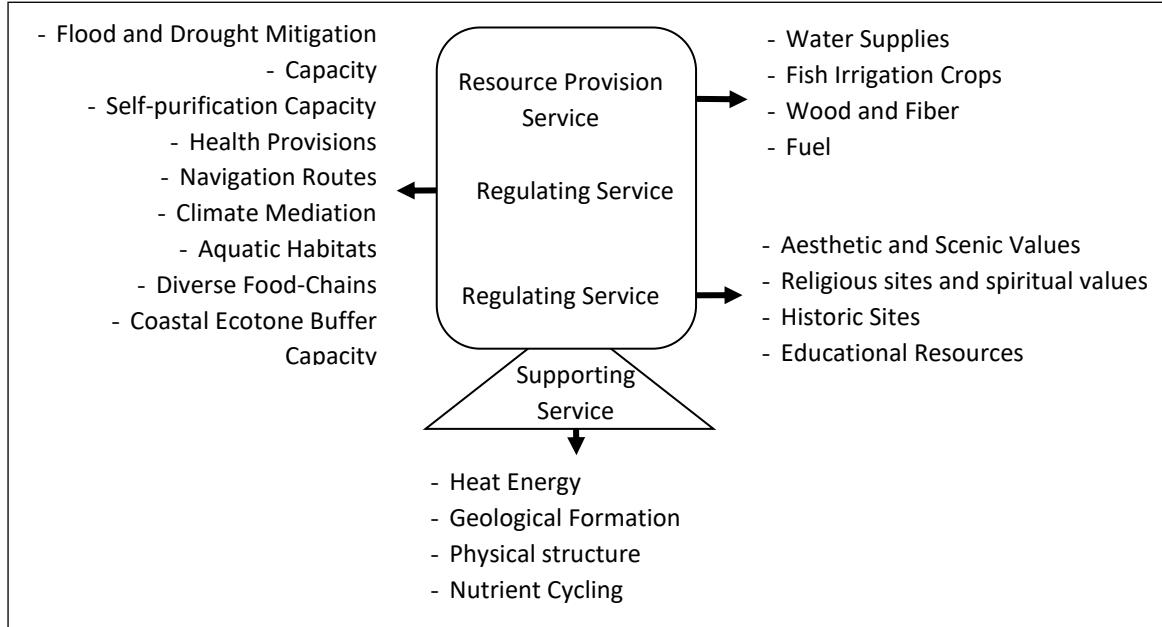 - Flood and Drought Mitigation
- Capacity
- Self-purification Capacity
- Health Provisions
- Navigation Routes
- Climate Mediation
- Aquatic Habitats
- Diverse Food-Chains
- Coastal Ecotone Buffer
Capacity
Resource Provision
Service
Regulating Service
Regulating Service
Supporting
Service
- Water Supplies
- Fish Irrigation Crops
- Wood and Fiber
- Fuel
- Aesthetic and Scenic Values
- Religious sites and spiritual values
- Historic Sites
- Educational Resources
- Heat Energy
- Geological Formation
- Physical structure
- Nutrient Cycling